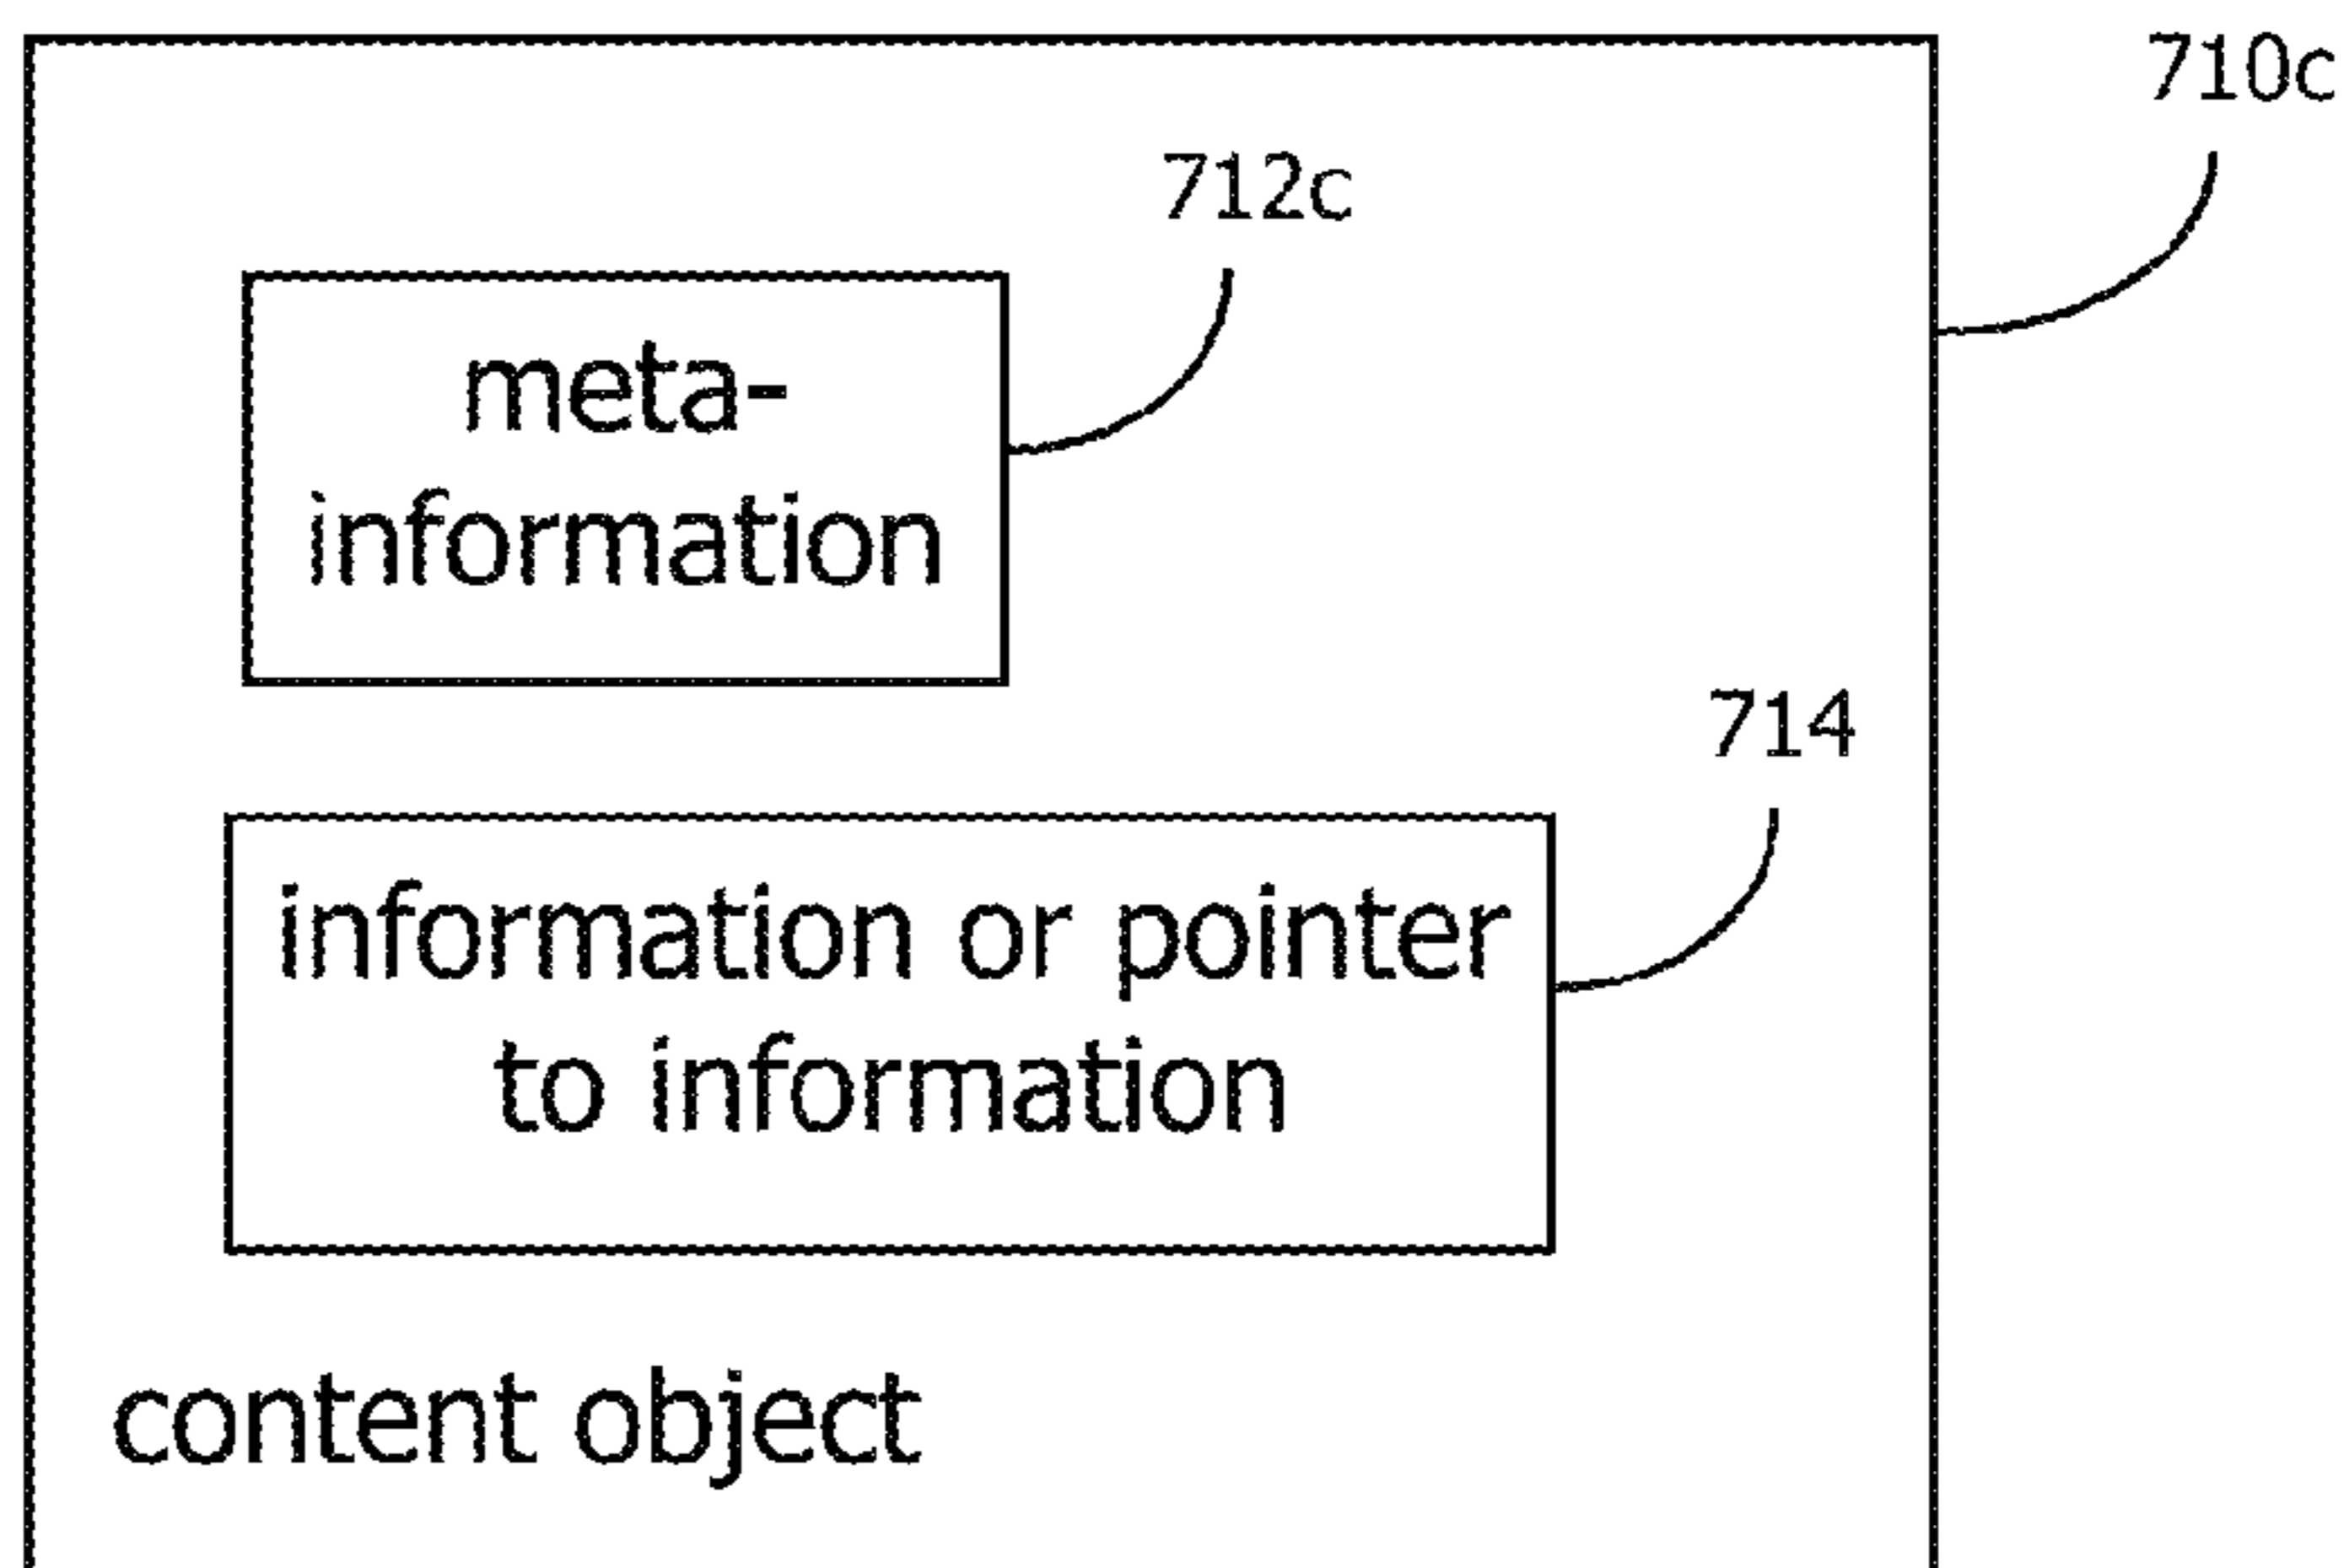 710c
712c
meta-
information
714
information or pointer
to information
content object